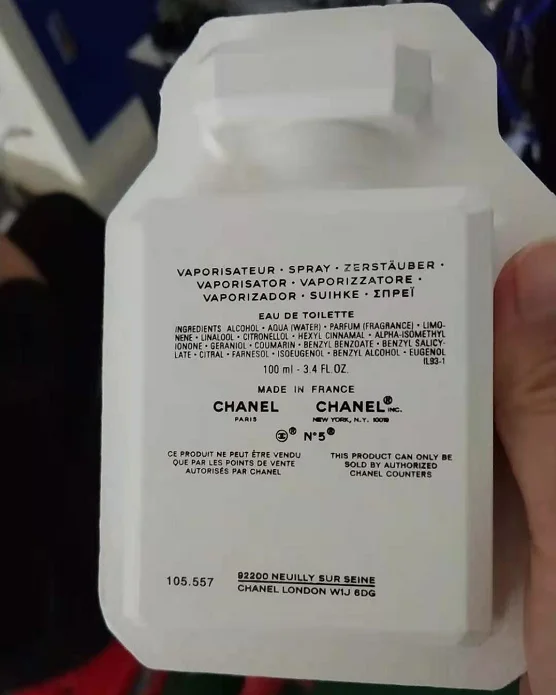 VAPORISATEUR · SPRAY · ZERSTÄUBER ·
VAPORISATOR · VAPORIZZATORE ·
VAPORIZADOR · SUIHKE · ΣΠΡΕΪ
EAU DE TOILETTE
INGREDIENTS ALCOHOL · AQUA (WATER) · PARFUM (FRAGRANCE) · LIMO-
NENE · LINALOOL · CITRONELLOL · HEXYL CINNAMAL · ALPHA-ISOMETHYL
IONONE · GERANIOL · COUMARIN · BENZYL BENZOATE · BENZYL SALICY-
LATE · CITRAL · FARNESOL · ISOEUGENOL · BENZYL ALCOHOL · EUGENOL
IL93-1
100 ml - 3.4 FL. OZ.
MADE IN FRANCE
CHANEL CHANEL® INC.
PARIS NEW YORK, N.Y. 10019
® N°5®
CE PRODUIT NE PEUT ÊTRE VENDU
QUE PAR LES POINTS DE VENTE
AUTORISÉS PAR CHANEL
THIS PRODUCT CAN ONLY BE
SOLD BY AUTHORIZED
CHANEL COUNTERS
105.557
92200 NEUILLY SUR SEINE
CHANEL LONDON W1J 6DG